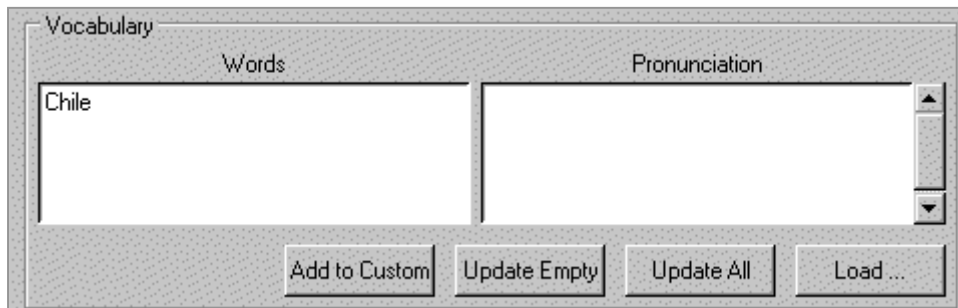 Vocabulary
Words Pronunciation
Chile
Add to Custom Update Empty Update All Load ...